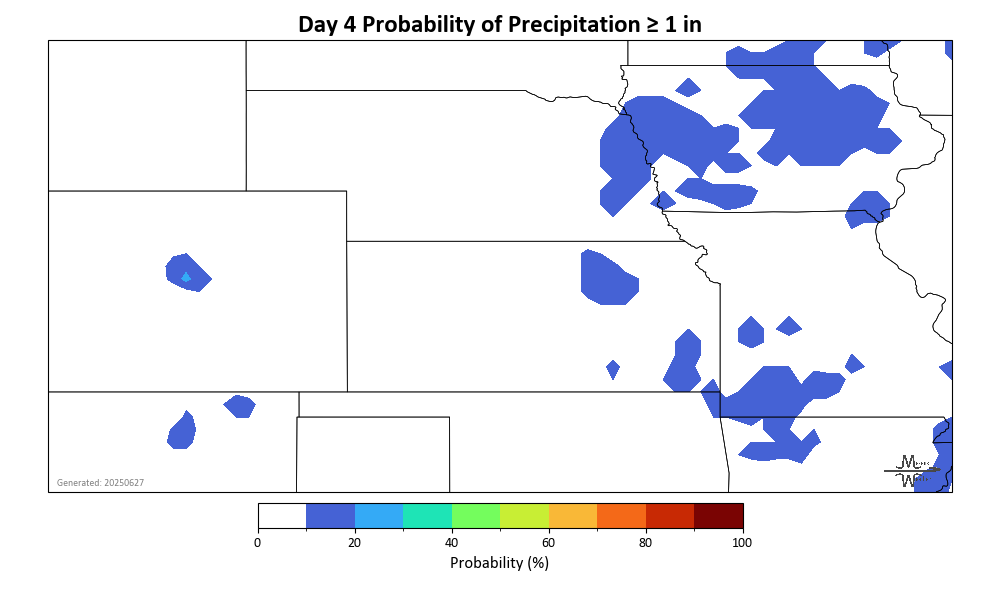 Day 4 Probability of Precipitation ≥ 1 in
Generated: 20250627
0 20 40 60 80 100
Probability (%)